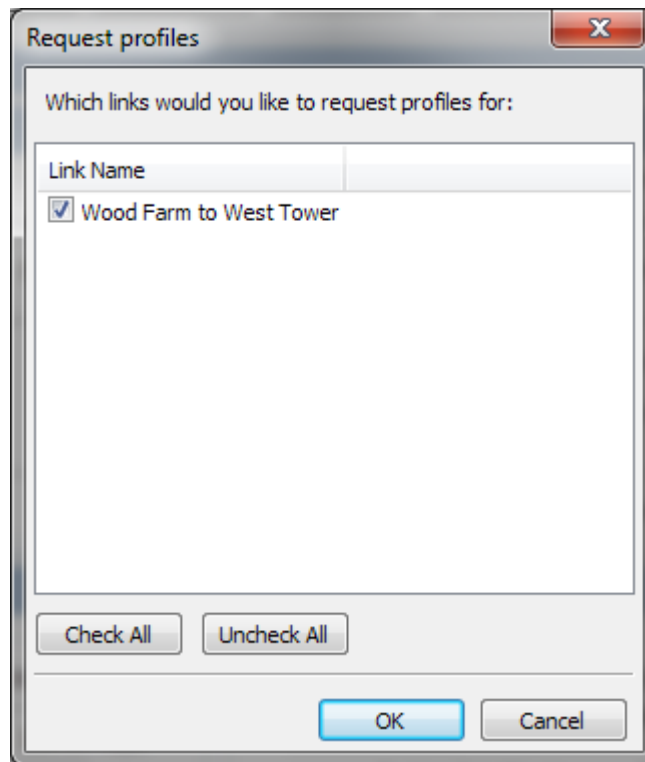 Request profiles
Which links would you like to request profiles for:
Link Name
Wood Farm to West Tower
Check All Uncheck All
OK Cancel